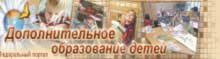 Дополнительное
образование детей
Федеральный портал